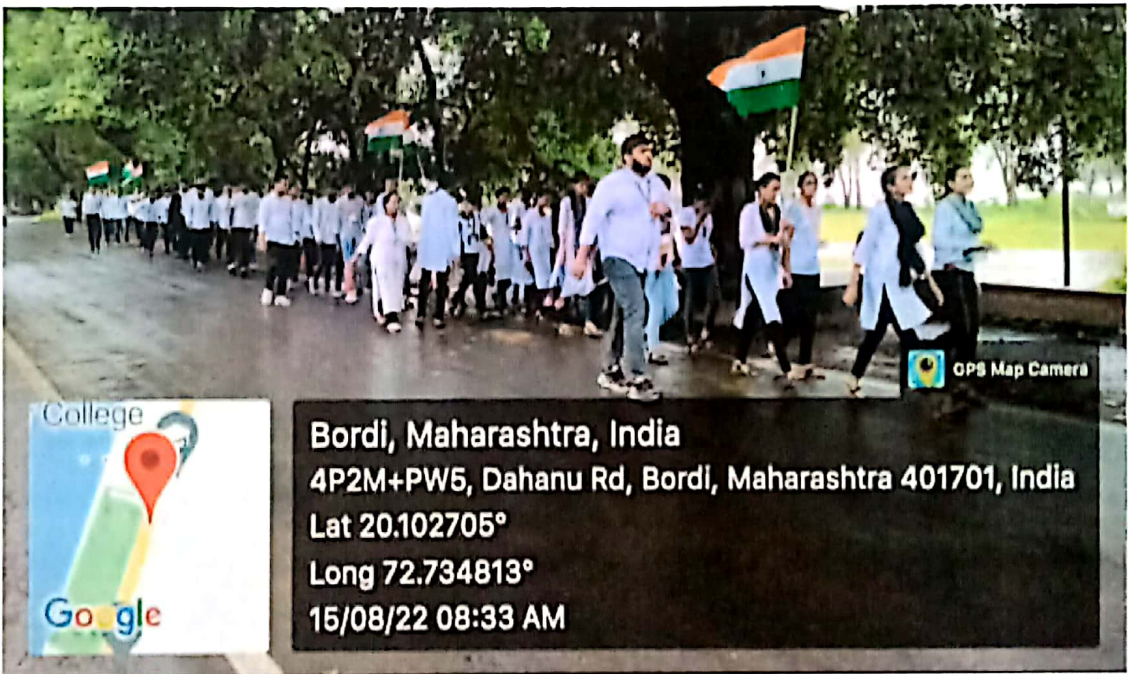 GPS Map Camera
College
Google
Bordi, Maharashtra, India
4P2M+PW5, Dahanu Rd, Bordi, Maharashtra 401701, India
Lat 20.102705°
Long 72.734813°
15/08/22 08:33 AM